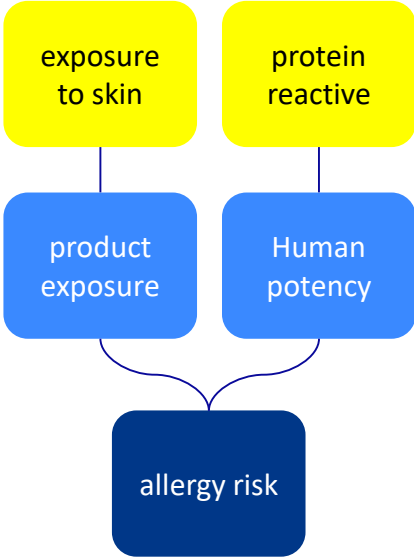 exposure
to skin
protein
reactive
product
exposure
Human
potency
allergy risk